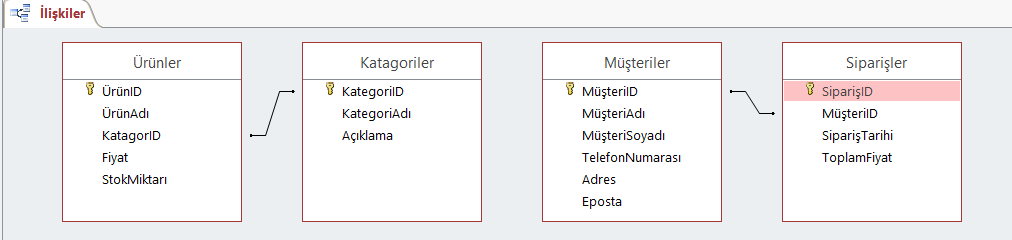 İlişkiler
Ürünler
ÜrünID
ÜrünAdı
KatagorID
Fiyat
StokMiktarı
Katagoriler
KategoriID
KategoriAdı
Açıklama
Müşteriler
MüşteriID
MüşteriAdı
MüşteriSoyadı
TelefonNumarası
Adres
Eposta
Siparişler
SiparişID
MüşteriID
SiparişTarihi
ToplamFiyat